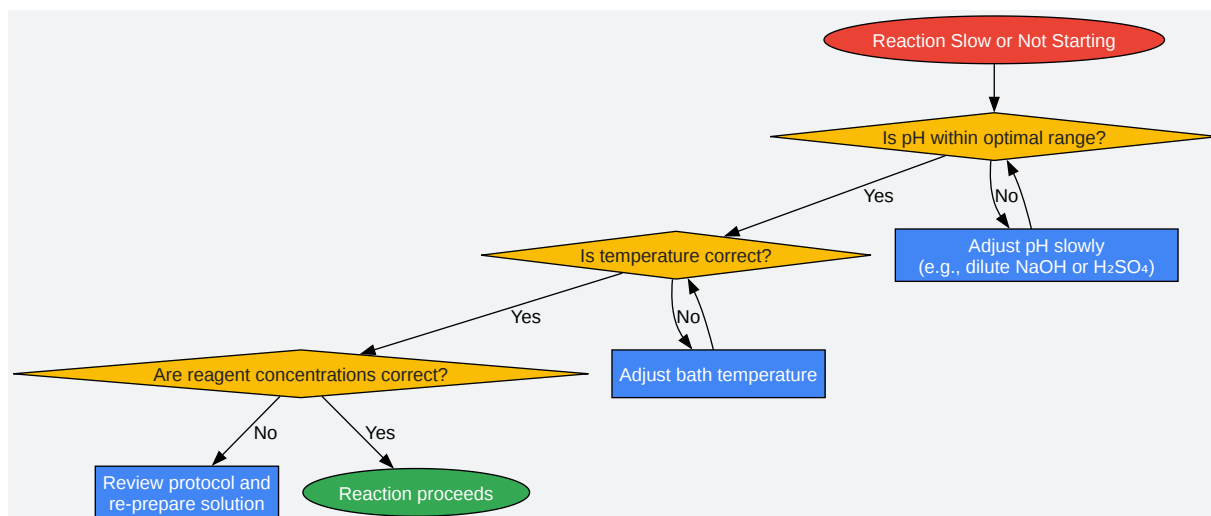 Reaction Slow or Not Starting
Is pH within optimal range?
Yes
No
Adjust pH slowly
(e.g., dilute NaOH or H₂SO₄)
Is temperature correct?
Yes
No
Adjust bath temperature
Are reagent concentrations correct?
No
Yes
Review protocol and
re-prepare solution
Reaction proceeds